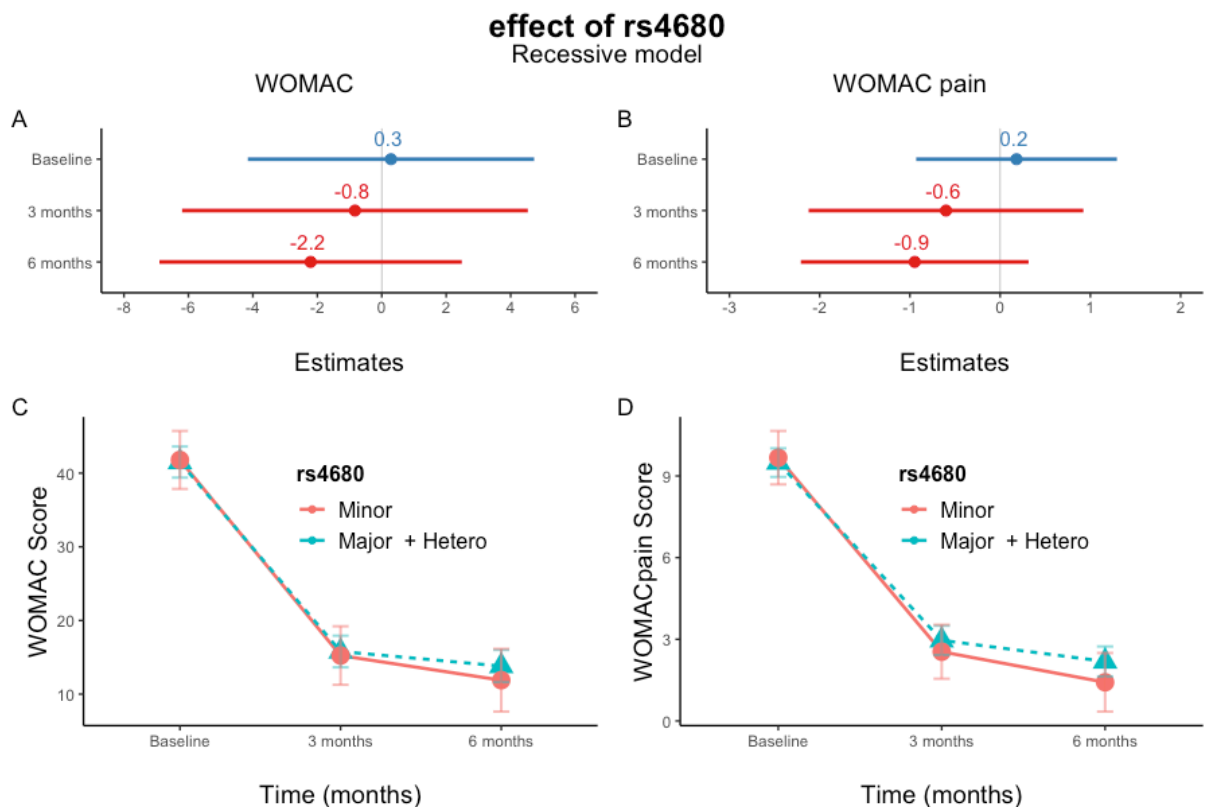 effect of rs4680
Recessive model
WOMAC
WOMAC pain
A
0.3
Baseline
-0.8
3 months
-2.2
6 months
-8 -6 -4 -2 0 2 4 6
Estimates
B
0.2
Baseline
-0.6
3 months
-0.9
6 months
-3 -2 -1 0 1 2
Estimates
C
WOMAC Score
40
30
20
10
rs4680
Minor
Major + Hetero
Baseline 3 months 6 months
Time (months)
D
WOMACpain Score
9
6
3
0
rs4680
Minor
Major + Hetero
Baseline 3 months 6 months
Time (months)